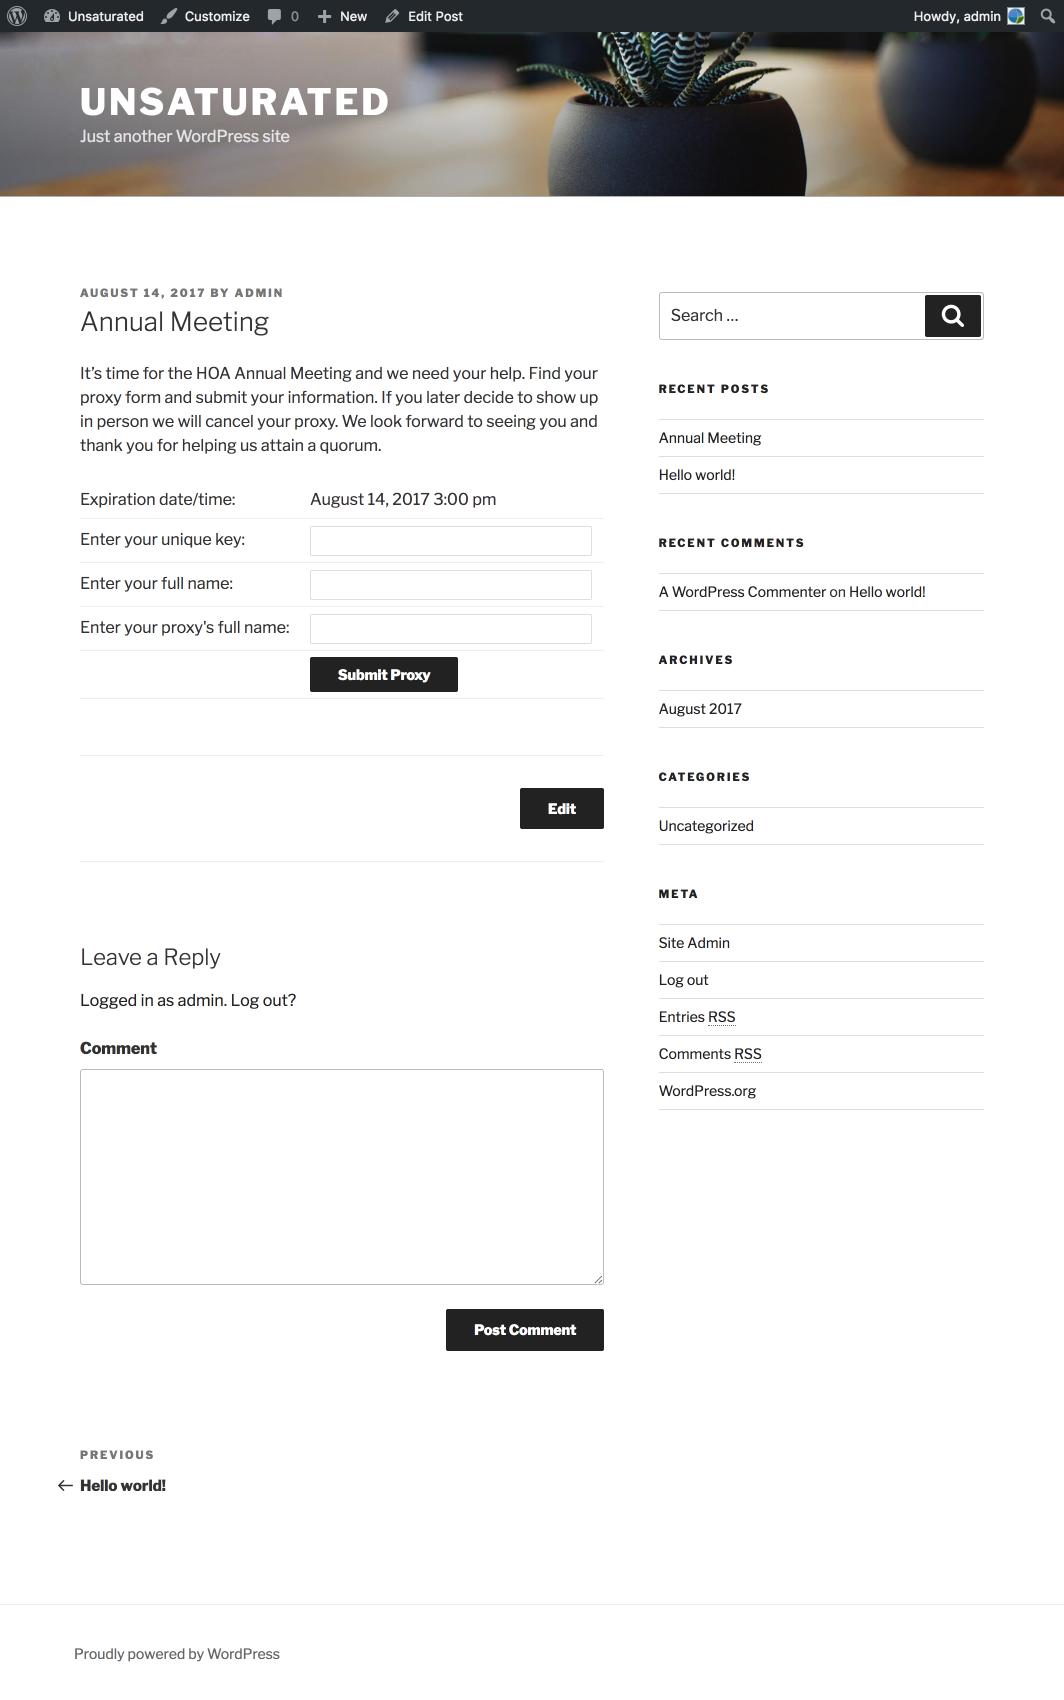 Unsaturated Customize 0 New Edit Post Howdy, admin
UNSATURATED
Just another WordPress site
AUGUST 14, 2017 BY ADMIN
Annual Meeting
It’s time for the HOA Annual Meeting and we need your help. Find your
proxy form and submit your information. If you later decide to show up
in person we will cancel your proxy. We look forward to seeing you and
thank you for helping us attain a quorum.
Expiration date/time: August 14, 2017 3:00 pm
Enter your unique key:
Enter your full name:
Enter your proxy's full name:
Submit Proxy
Edit
Leave a Reply
Logged in as admin. Log out?
Comment
Post Comment
PREVIOUS
← Hello world!
Search …
RECENT POSTS
Annual Meeting
Hello world!
RECENT COMMENTS
A WordPress Commenter on Hello world!
ARCHIVES
August 2017
CATEGORIES
Uncategorized
META
Site Admin
Log out
Entries RSS
Comments RSS
WordPress.org
Proudly powered by WordPress